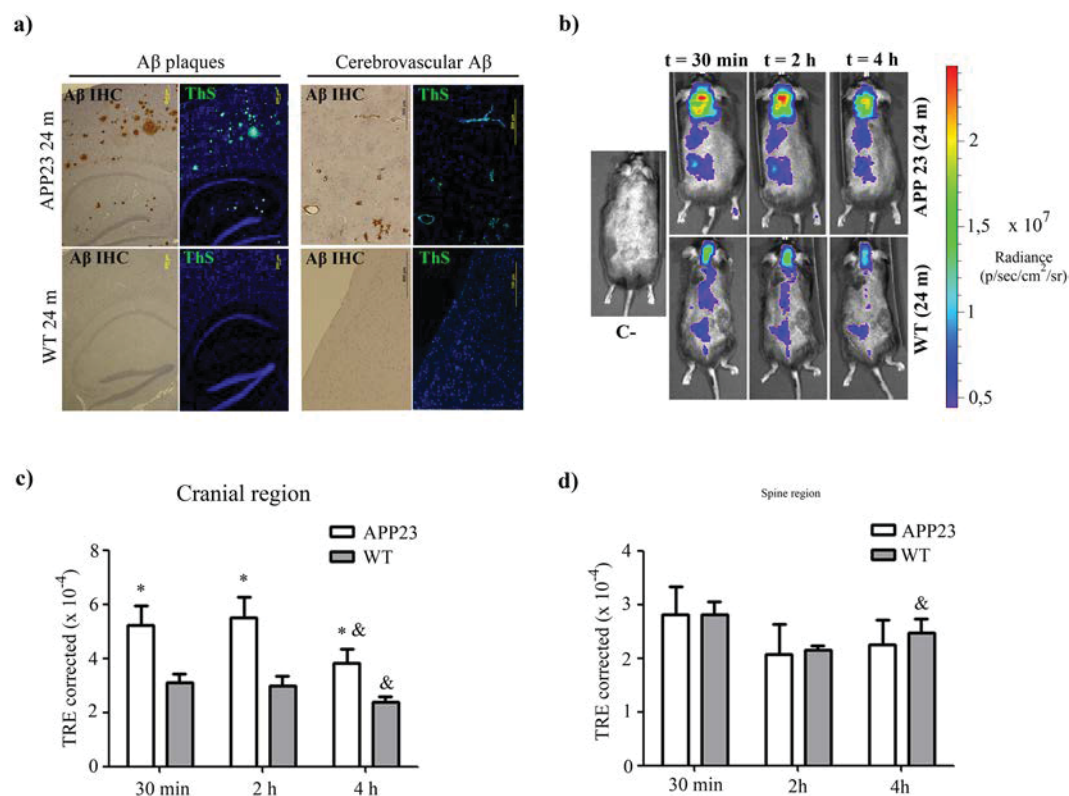 a)
Aβ plaques
Cerebrovascular Aβ
APP23 24 m
Aβ IHC
ThS
Aβ IHC
ThS
WT 24 m
Aβ IHC
ThS
Aβ IHC
ThS
b)
t = 30 min
t = 2 h
t = 4 h
C-
APP 23 (24 m)
WT (24 m)
2
1,5
x 10⁷
Radiance
(p/sec/cm²/sr)
0,5
c)
Cranial region
APP23
WT
TRE corrected (x 10⁻⁴)
8
6
4
2
0
*
*
* &
&
30 min
2 h
4 h
d)
Spine region
APP23
WT
TRE corrected (x 10⁻⁴)
4
3
2
1
0
&
30 min
2h
4h